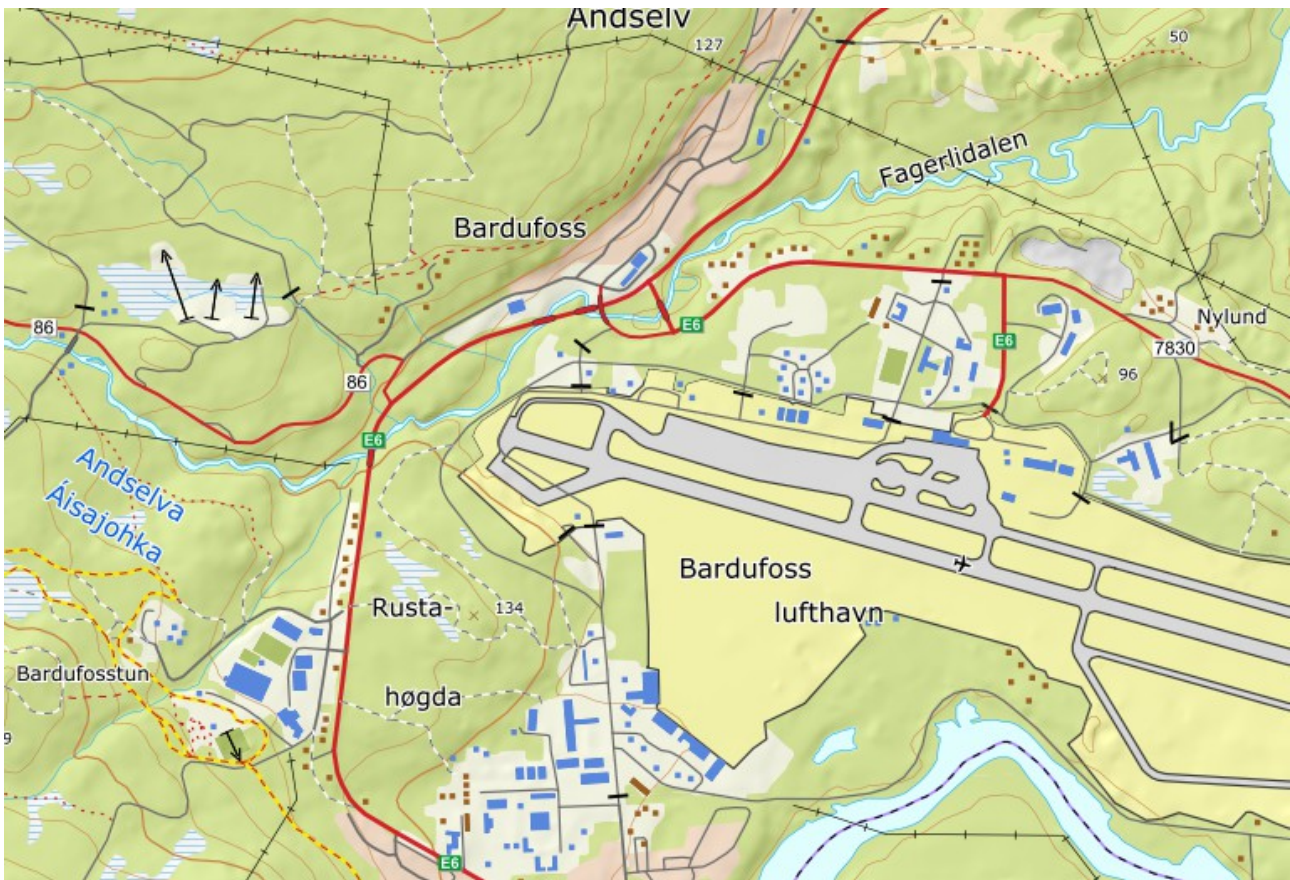 Andselv
127
50
Fagerlidalen
Bardufoss
86
E6
Nylund
7830
E6
86
96
E6
Andselva
Áisajohka
Bardufoss
lufthavn
Rusta-
134
høgda
Bardufosstun
9
E6